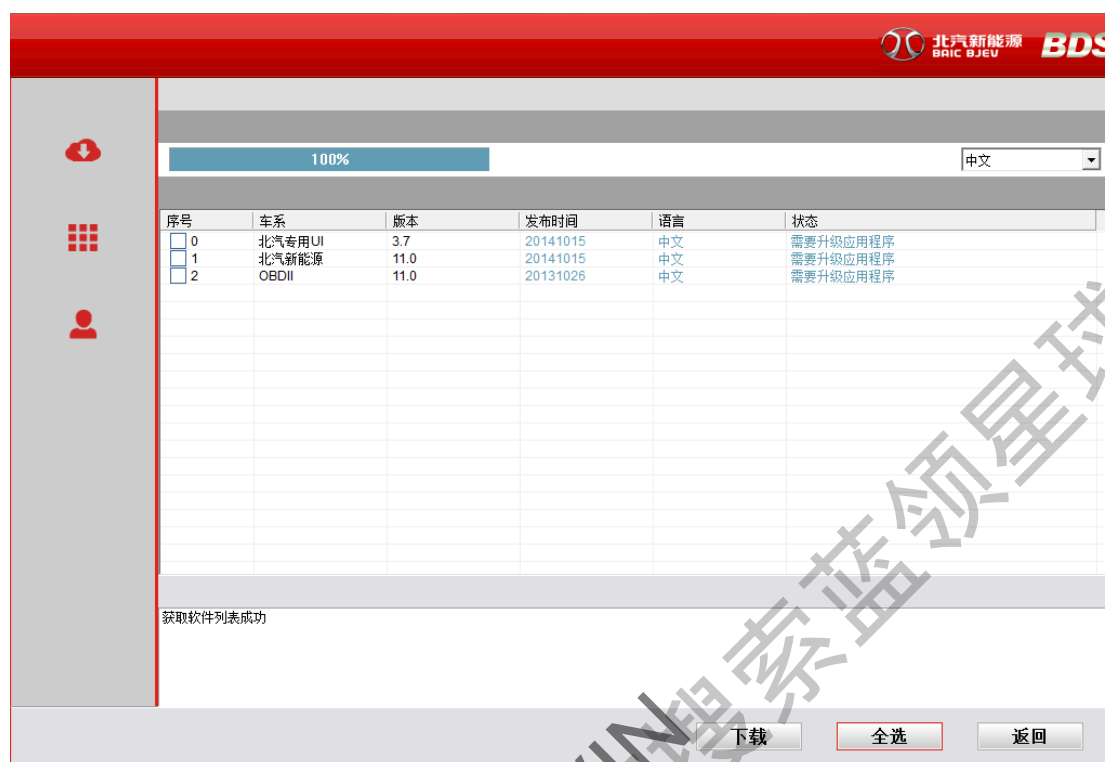 北汽新能源 BDS
BAIC BJEV
100%
中文
序号 车系 版本 发布时间 语言 状态
0 北汽专用UI 3.7 20141015 中文 需要升级应用程序
1 北汽新能源 11.0 20141015 中文 需要升级应用程序
2 OBDII 11.0 20131026 中文 需要升级应用程序
获取软件列表成功
搜索蓝领星球
下载 全选 返回